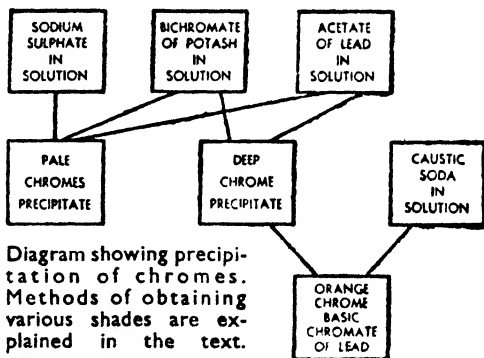 SODIUM
SULPHATE
IN
SOLUTION
BICHROMATE
OF POTASH
IN
SOLUTION
ACETATE
OF LEAD
IN
SOLUTION
PALE
CHROMES
PRECIPITATE
DEEP
CHROME
PRECIPITATE
CAUSTIC
SODA
IN
SOLUTION
Diagram showing precipi-
tation of chromes.
Methods of obtaining
various shades are ex-
plained in the text.
ORANGE
CHROME
BASIC
CHROMATE
OF LEAD